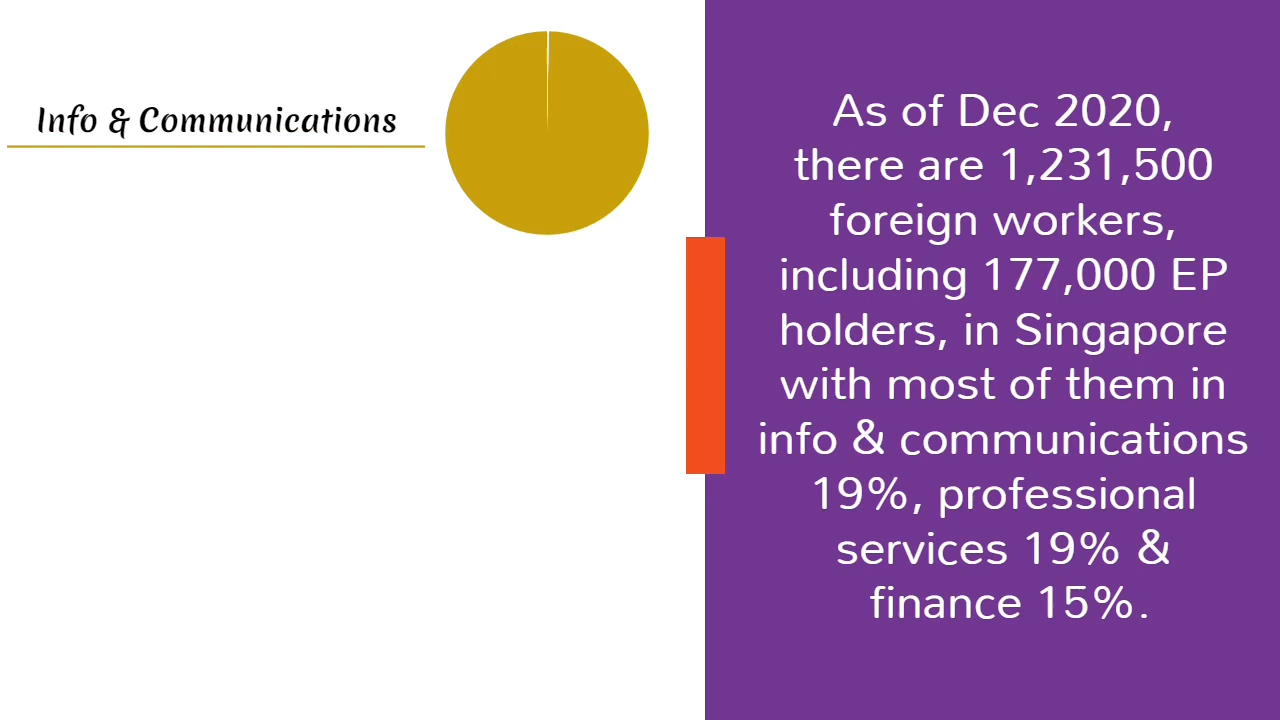 Info & Communications
As of Dec 2020,
there are 1,231,500
foreign workers,
including 177,000 EP
holders, in Singapore
with most of them in
info & communications
19%, professional
services 19% &
finance 15%.